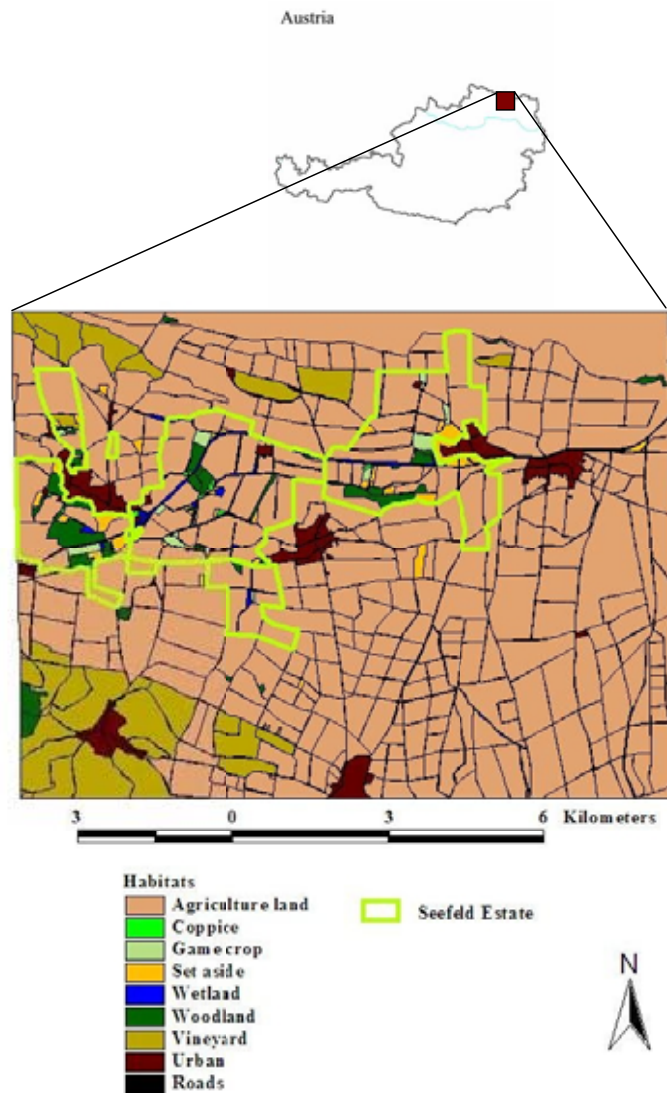 Austria
3 0 3 6 Kilometers
Habitats
Agriculture land
Coppice
Game crop
Set aside
Wetland
Woodland
Vineyard
Urban
Roads
Seefeld Estate
N